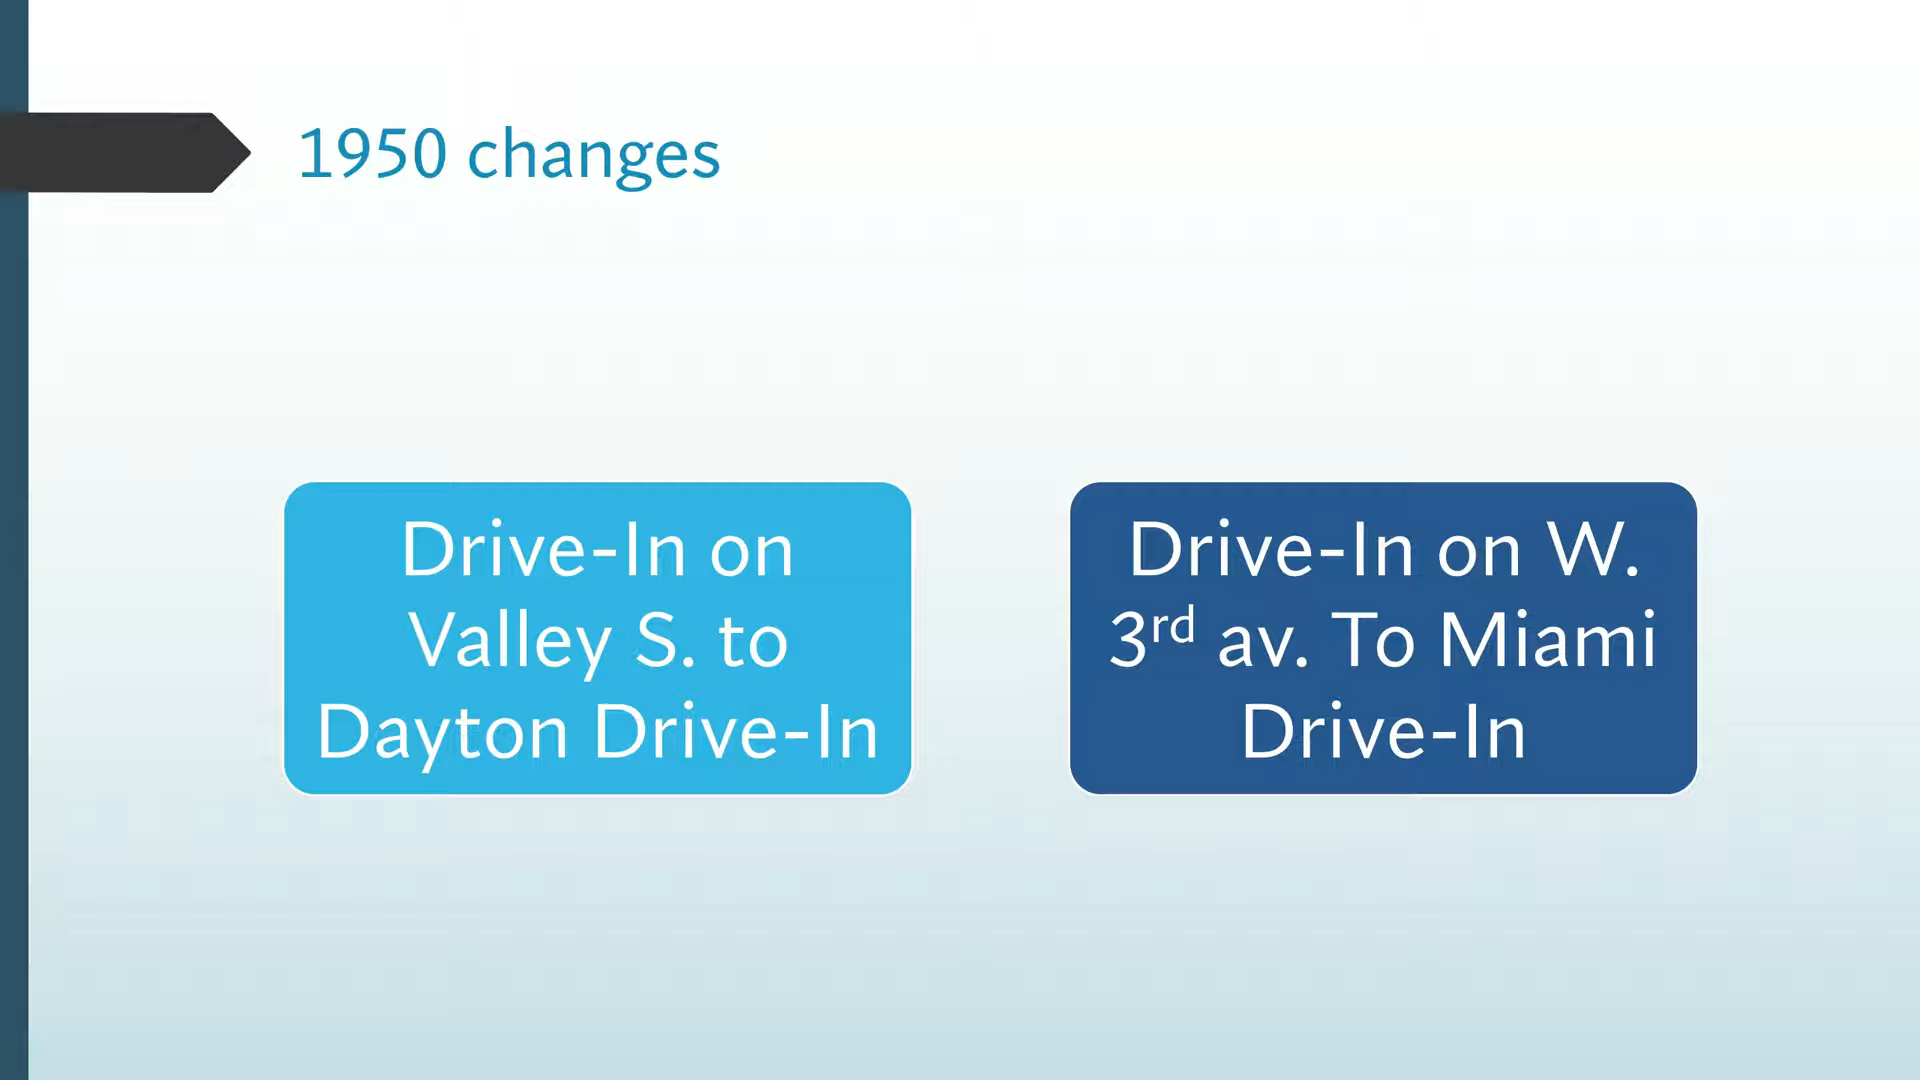 1950 changes
Drive-In on
Valley S. to
Dayton Drive-In
Drive-In on W.
3rd av. To Miami
Drive-In